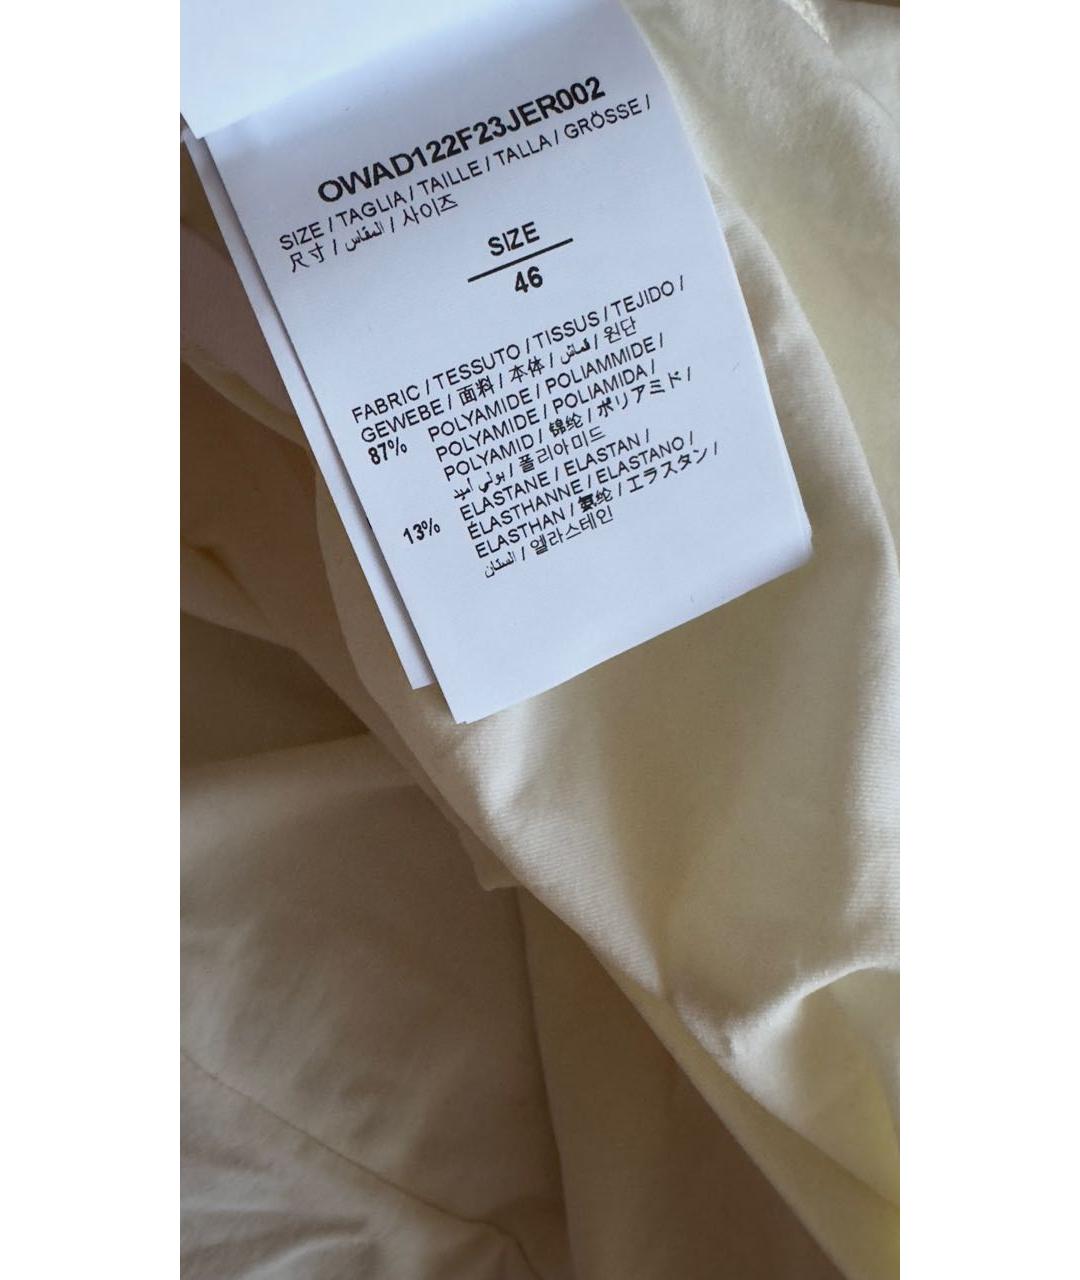 OWAD122F23JER002
SIZE / TAGLIA / TAILLE / TALLA / GRÖSSE /
尺寸 / المقاس / 사이즈
SIZE
46
FABRIC / TESSUTO / TISSUS / TEJIDO /
GEWEBE / 面料 / 本体 / القماش / 원단
87% POLYAMIDE / POLIAMMIDE /
POLYAMIDE / POLIAMIDA /
POLYAMID / 锦纶 / ポリアミド /
بولي أميد / 폴리아미드
13% ELASTANE / ELASTAN /
ÉLASTHANNE / ELASTANO /
ELASTHAN / 氨纶 / エラスタン /
الستان / 엘라스테인